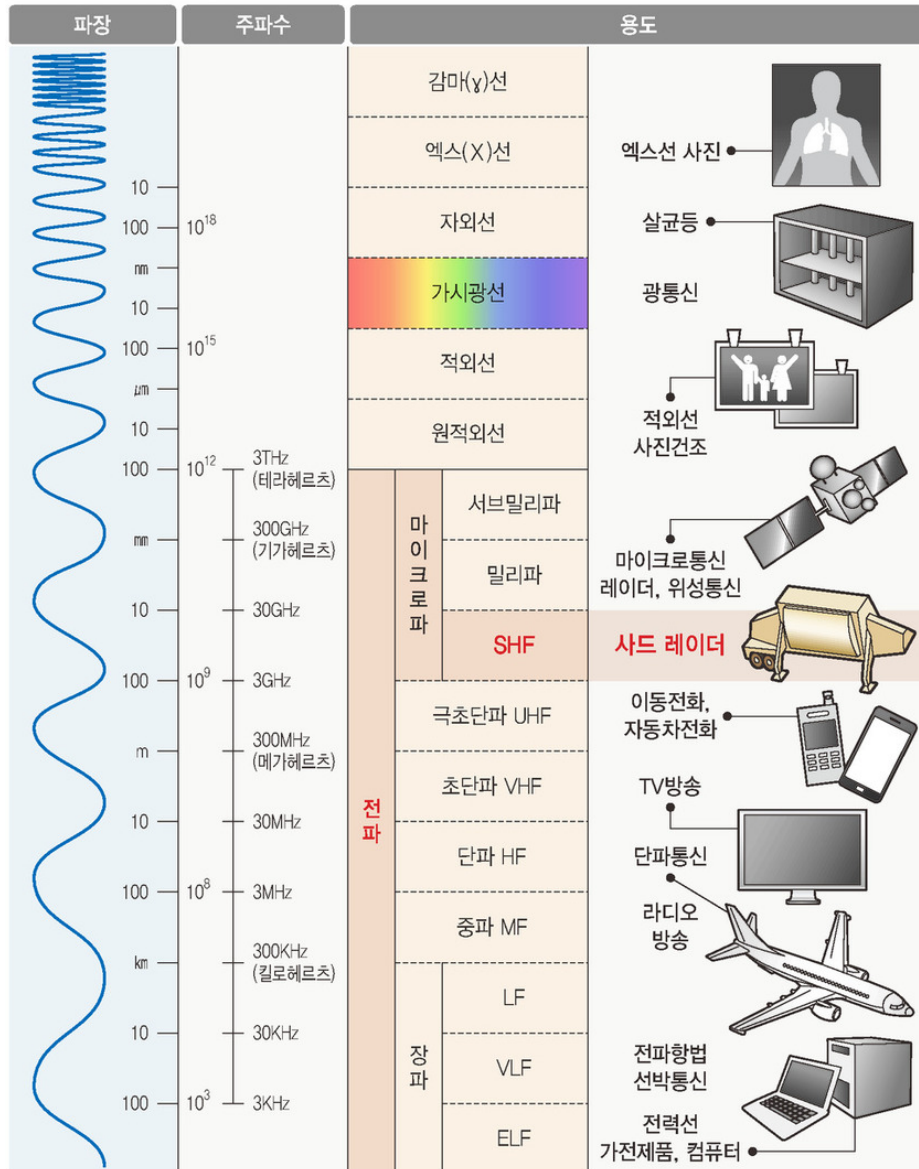 파장
주파수
용도
감마(γ)선
엑스(X)선
엑스선 사진
10
100
10¹⁸
자외선
살균등
nm
가시광선
광통신
10
100
10¹⁵
적외선
μm
적외선
사진건조
10
원적외선
100
10¹²
3THz
(테라헤르츠)
전파
마이크로파
서브밀리파
mm
300GHz
(기가헤르츠)
밀리파
마이크로통신
레이더, 위성통신
10
30GHz
SHF
사드 레이더
100
10⁹
3GHz
극초단파 UHF
이동전화,
자동차전화
m
300MHz
(메가헤르츠)
초단파 VHF
TV방송
10
30MHz
단파 HF
단파통신
100
10⁸
3MHz
중파 MF
라디오
방송
km
300KHz
(킬로헤르츠)
장파
LF
10
30KHz
VLF
전파항법
선박통신
100
10³
3KHz
ELF
전력선
가전제품, 컴퓨터